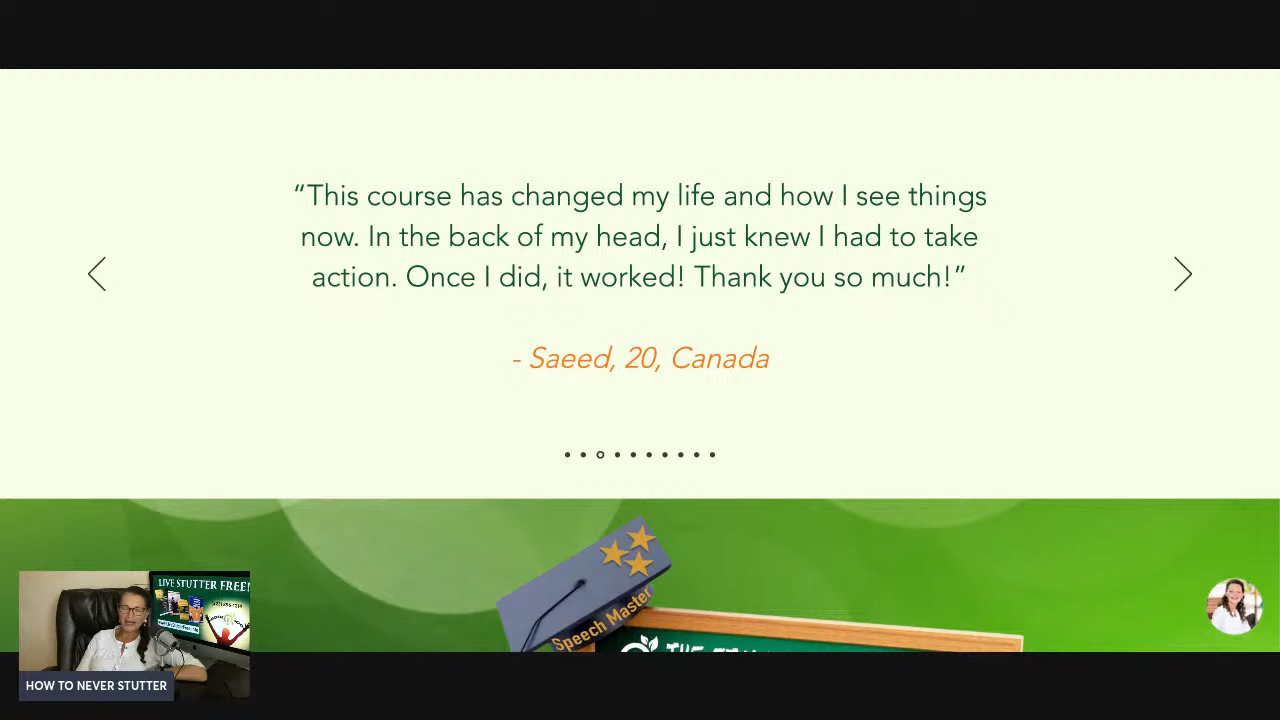 “This course has changed my life and how I see things
now. In the back of my head, I just knew I had to take
action. Once I did, it worked! Thank you so much!”
- Saeed, 20, Canada
Speech Master
LIVE STUTTER FREE!
HOW TO NEVER STUTTER